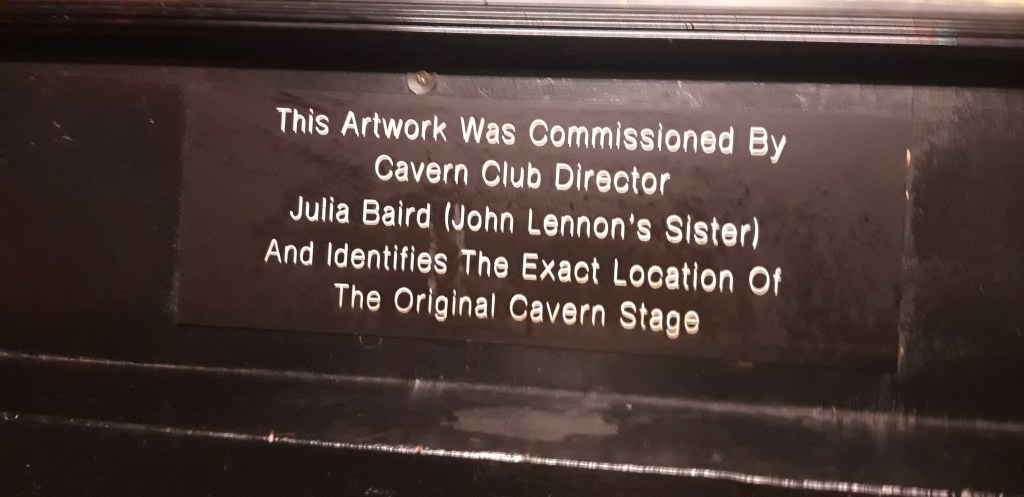 This Artwork Was Commissioned By
Cavern Club Director
Julia Baird (John Lennon's Sister)
And Identifies The Exact Location Of
The Original Cavern Stage